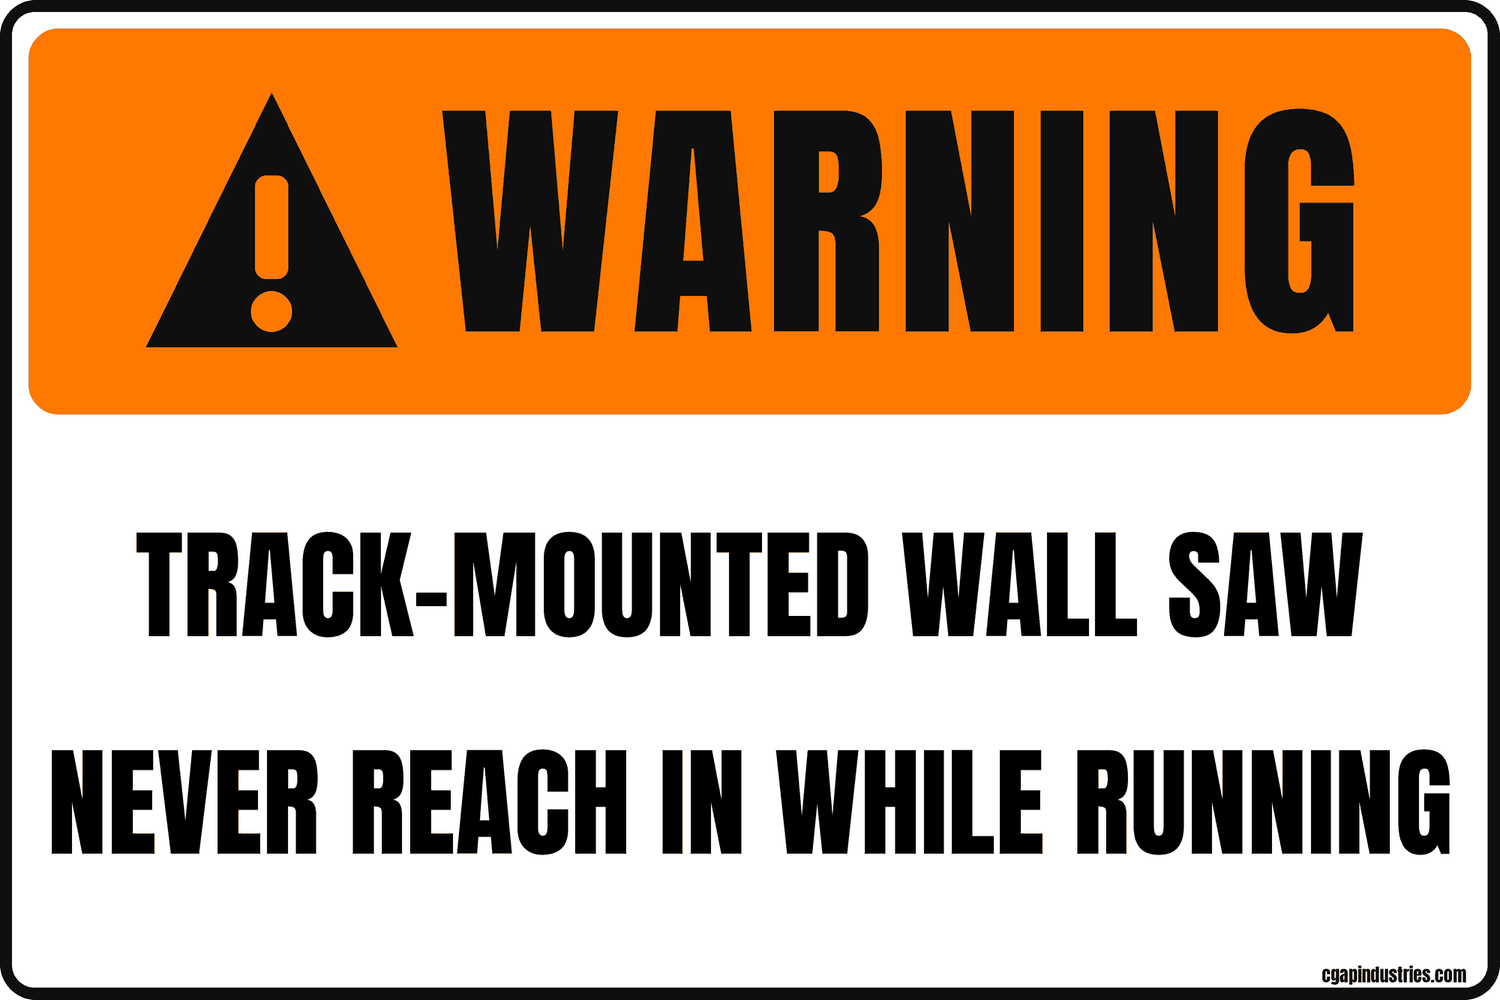 WARNING
TRACK-MOUNTED WALL SAW
NEVER REACH IN WHILE RUNNING
cgapindustries.com